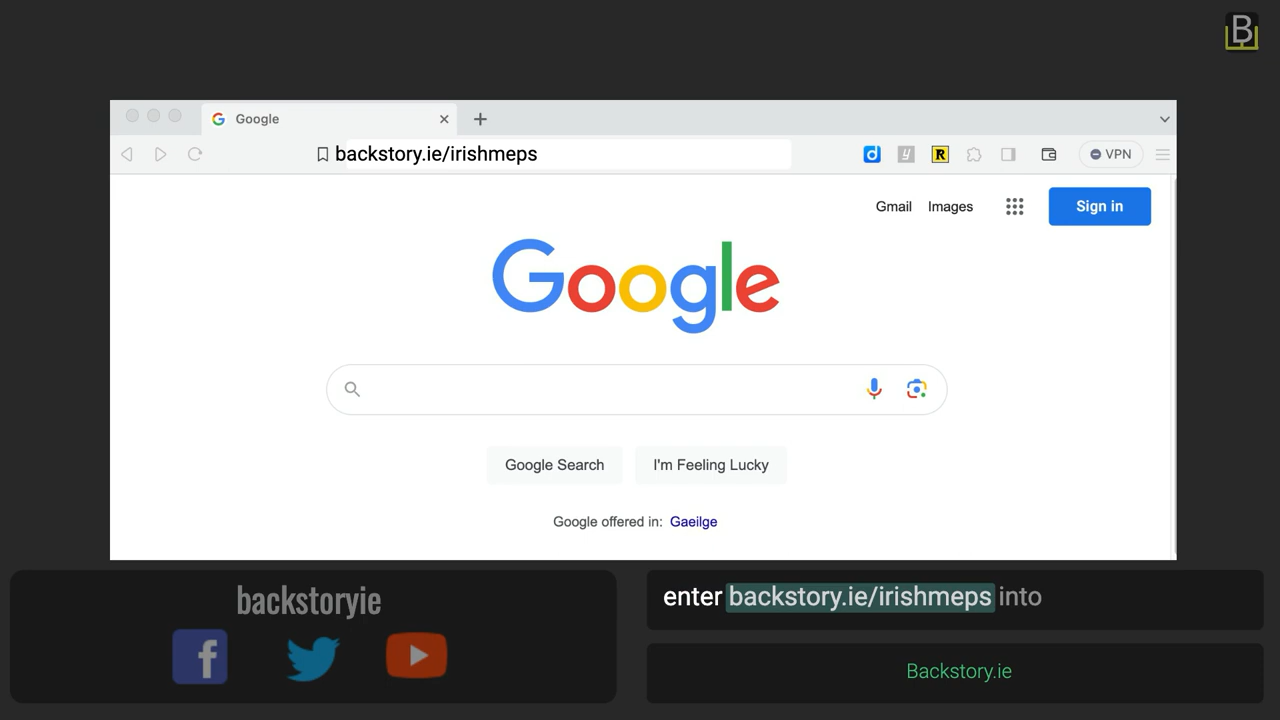 B
Google
backstory.ie/irishmeps
d
y
R
VPN
Gmail
Images
Sign in
Google
Google Search
I'm Feeling Lucky
Google offered in: Gaeilge
backstoryie
f
enter backstory.ie/irishmeps into
Backstory.ie